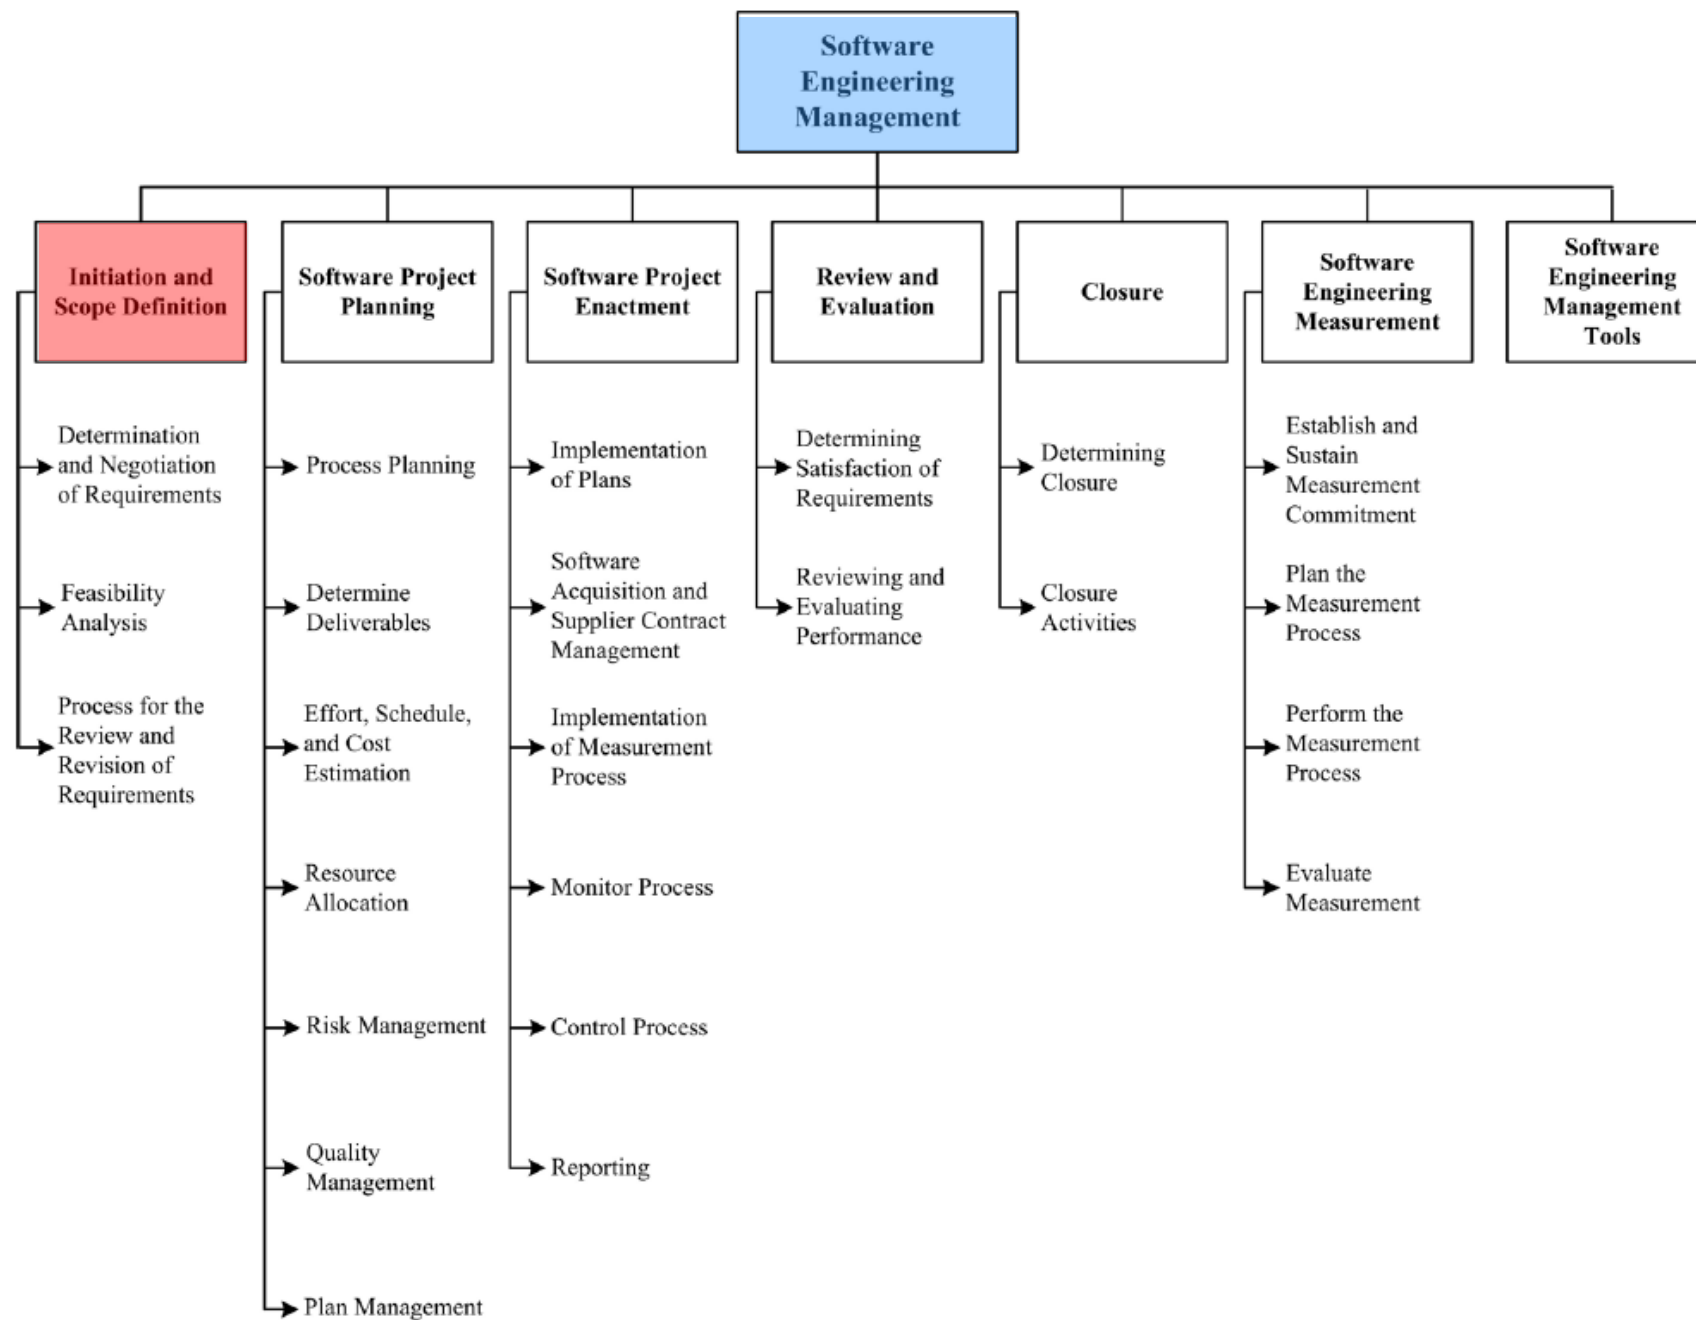 Software
Engineering
Management
Initiation and
Scope Definition
Software Project
Planning
Software Project
Enactment
Review and
Evaluation
Closure
Software
Engineering
Measurement
Software
Engineering
Management
Tools
Determination
and Negotiation
of Requirements
Feasibility
Analysis
Process for the
Review and
Revision of
Requirements
Process Planning
Determine
Deliverables
Effort, Schedule,
and Cost
Estimation
Resource
Allocation
Risk Management
Quality
Management
Plan Management
Implementation
of Plans
Software
Acquisition and
Supplier Contract
Management
Implementation
of Measurement
Process
Monitor Process
Control Process
Reporting
Determining
Satisfaction of
Requirements
Reviewing and
Evaluating
Performance
Determining
Closure
Closure
Activities
Establish and
Sustain
Measurement
Commitment
Plan the
Measurement
Process
Perform the
Measurement
Process
Evaluate
Measurement